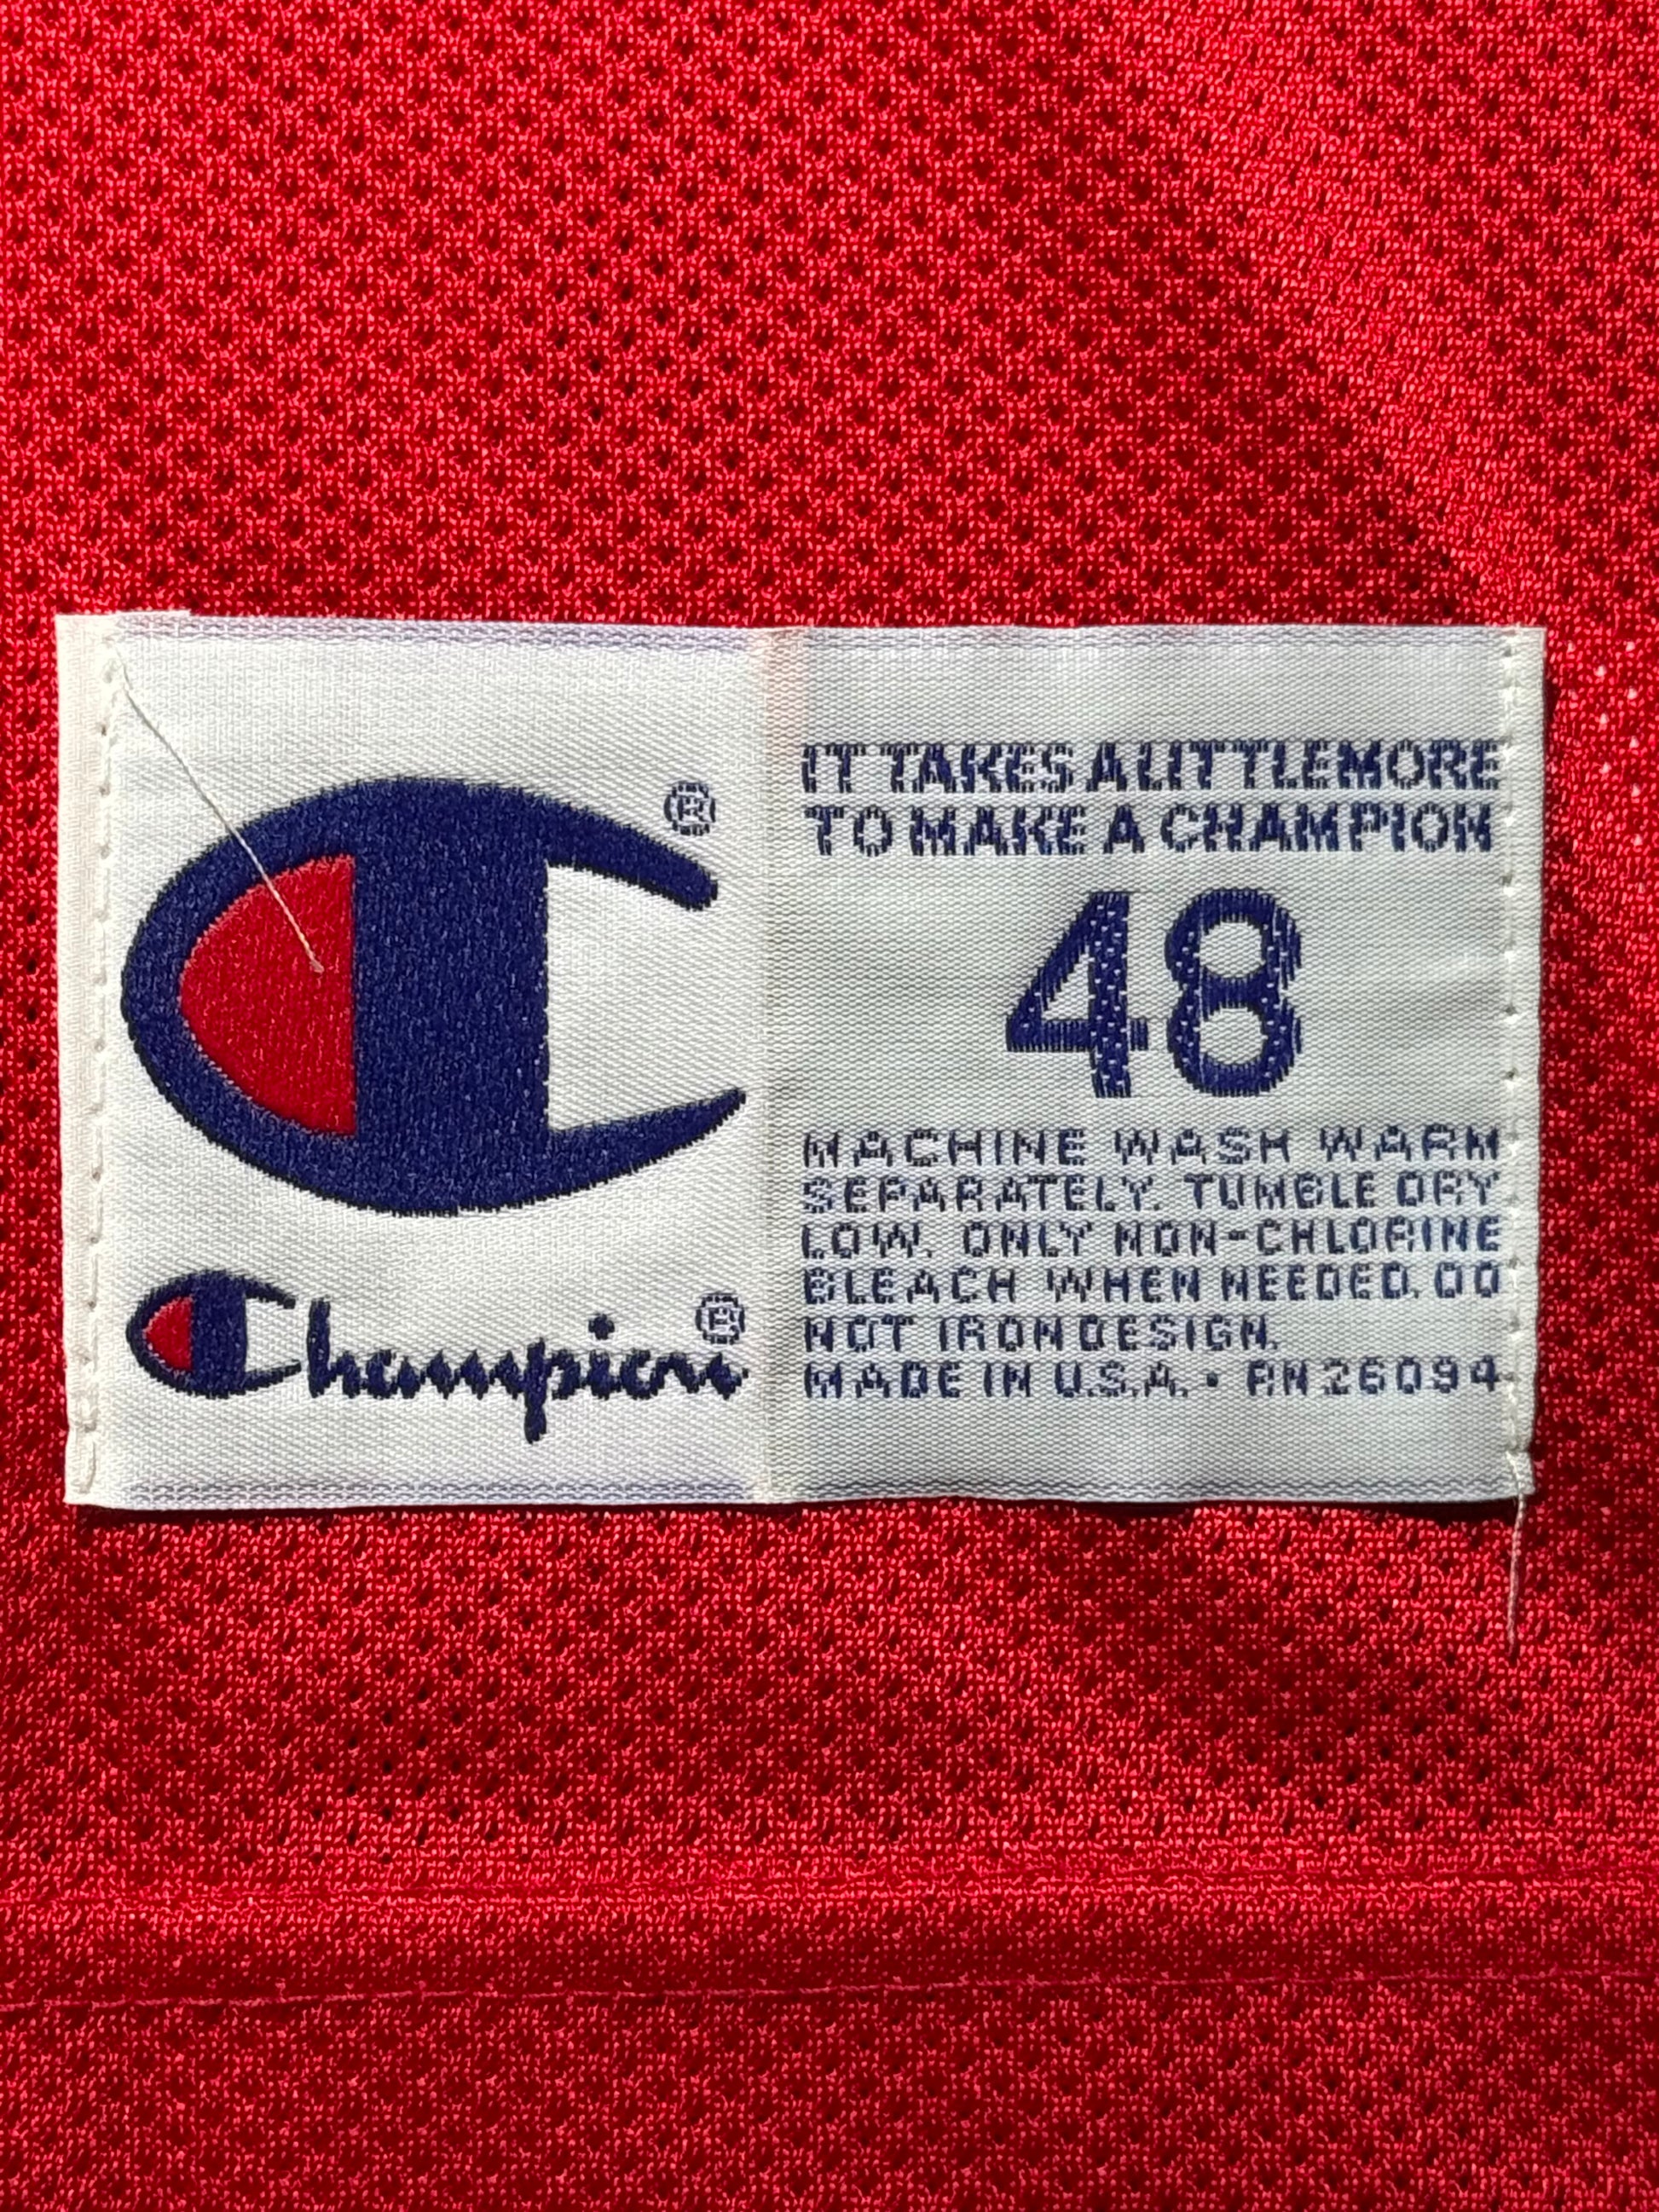 ®
Champion®
IT TAKES A LITTLE MORE
TO MAKE A CHAMPION
48
MACHINE WASH WARM
SEPARATELY. TUMBLE DRY
LOW. ONLY NON-CHLORINE
BLEACH WHEN NEEDED. DO
NOT IRON DESIGN.
MADE IN U.S.A. • RN 26094